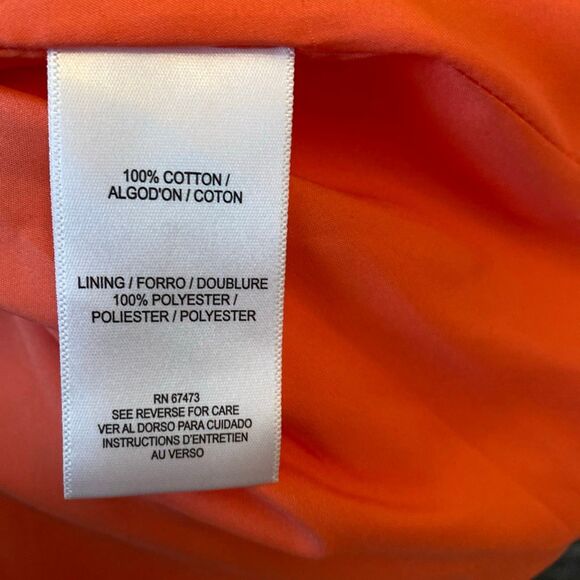 100% COTTON /
ALGOD'ON / COTON
LINING / FORRO / DOUBLURE
100% POLYESTER /
POLIESTER / POLYESTER
RN 67473
SEE REVERSE FOR CARE
VER AL DORSO PARA CUIDADO
INSTRUCTIONS D'ENTRETIEN
AU VERSO